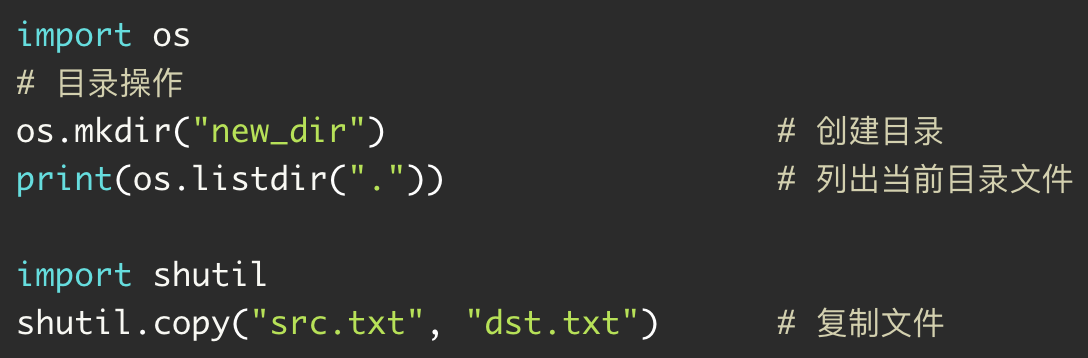 import os
# 目录操作
os.mkdir("new_dir") # 创建目录
print(os.listdir(".")) # 列出当前目录文件
import shutil
shutil.copy("src.txt", "dst.txt") # 复制文件